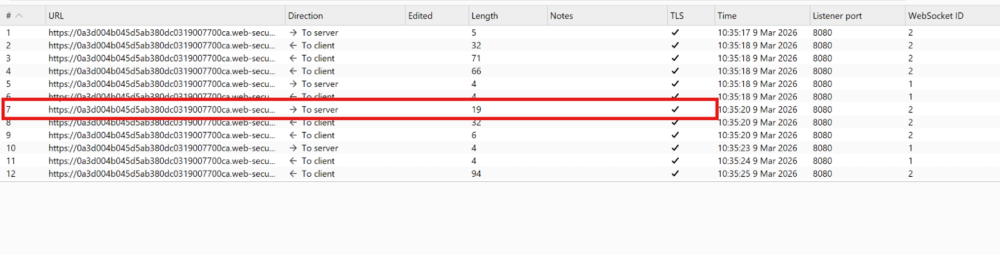 # URL Direction Edited Length Notes TLS Time Listener port WebSocket ID
1 https://0a3d004b045d5ab380dc0319007700ca.web-secu... → To server 5 ✓ 10:35:17 9 Mar 2026 8080 2
2 https://0a3d004b045d5ab380dc0319007700ca.web-secu... ← To client 32 ✓ 10:35:18 9 Mar 2026 8080 2
3 https://0a3d004b045d5ab380dc0319007700ca.web-secu... ← To client 71 ✓ 10:35:18 9 Mar 2026 8080 2
4 https://0a3d004b045d5ab380dc0319007700ca.web-secu... ← To client 66 ✓ 10:35:18 9 Mar 2026 8080 2
5 https://0a3d004b045d5ab380dc0319007700ca.web-secu... → To server 4 ✓ 10:35:18 9 Mar 2026 8080 1
6 https://0a3d004b045d5ab380dc0319007700ca.web-secu... ← To client 4 ✓ 10:35:18 9 Mar 2026 8080 1
7 https://0a3d004b045d5ab380dc0319007700ca.web-secu... → To server 19 ✓ 10:35:20 9 Mar 2026 8080 2
8 https://0a3d004b045d5ab380dc0319007700ca.web-secu... ← To client 32 ✓ 10:35:20 9 Mar 2026 8080 2
9 https://0a3d004b045d5ab380dc0319007700ca.web-secu... ← To client 6 ✓ 10:35:20 9 Mar 2026 8080 2
10 https://0a3d004b045d5ab380dc0319007700ca.web-secu... → To server 4 ✓ 10:35:23 9 Mar 2026 8080 1
11 https://0a3d004b045d5ab380dc0319007700ca.web-secu... ← To client 4 ✓ 10:35:24 9 Mar 2026 8080 1
12 https://0a3d004b045d5ab380dc0319007700ca.web-secu... ← To client 94 ✓ 10:35:25 9 Mar 2026 8080 2